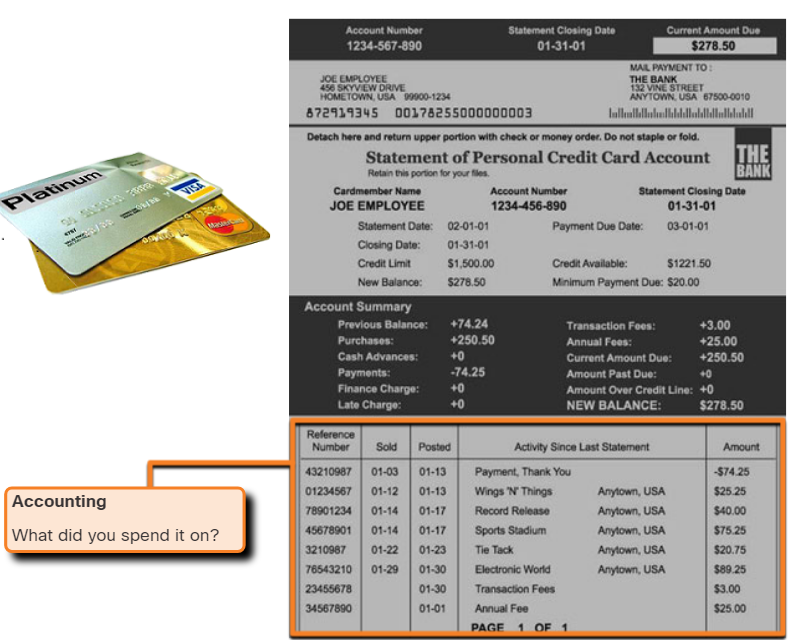 Account Number Statement Closing Date Current Amount Due
1234-567-890 01-31-01 $278.50
MAIL PAYMENT TO :
JOE EMPLOYEE THE BANK
456 SKYVIEW DRIVE 132 VINE STREET
HOMETOWN, USA 99900-1234 ANYTOWN, USA 67500-0010
872919345 00178255000000003
Detach here and return upper portion with check or money order. Do not staple or fold.
Statement of Personal Credit Card Account
Retain this portion for your files.
THE
BANK
Cardmember Name Account Number Statement Closing Date
JOE EMPLOYEE 1234-456-890 01-31-01
Statement Date: 02-01-01 Payment Due Date: 03-01-01
Closing Date: 01-31-01
Credit Limit $1,500.00 Credit Available: $1221.50
New Balance: $278.50 Minimum Payment Due: $20.00
Account Summary
Previous Balance: +74.24 Transaction Fees: +3.00
Purchases: +250.50 Annual Fees: +25.00
Cash Advances: +0 Current Amount Due: +250.50
Payments: -74.25 Amount Past Due: +0
Finance Charge: +0 Amount Over Credit Line: +0
Late Charge: +0 NEW BALANCE: $278.50
Reference
Number Sold Posted Activity Since Last Statement Amount
43210987 01-03 01-13 Payment, Thank You -$74.25
01234567 01-12 01-13 Wings 'N' Things Anytown, USA $25.25
78901234 01-14 01-17 Record Release Anytown, USA $40.00
45678901 01-14 01-17 Sports Stadium Anytown, USA $75.25
3210987 01-22 01-23 Tie Tack Anytown, USA $20.75
76543210 01-29 01-30 Electronic World Anytown, USA $89.25
23455678 01-30 Transaction Fees $3.00
34567890 01-01 Annual Fee $25.00
PAGE 1 OF 1
Platinum
VISA
MasterCard
.
Accounting
What did you spend it on?